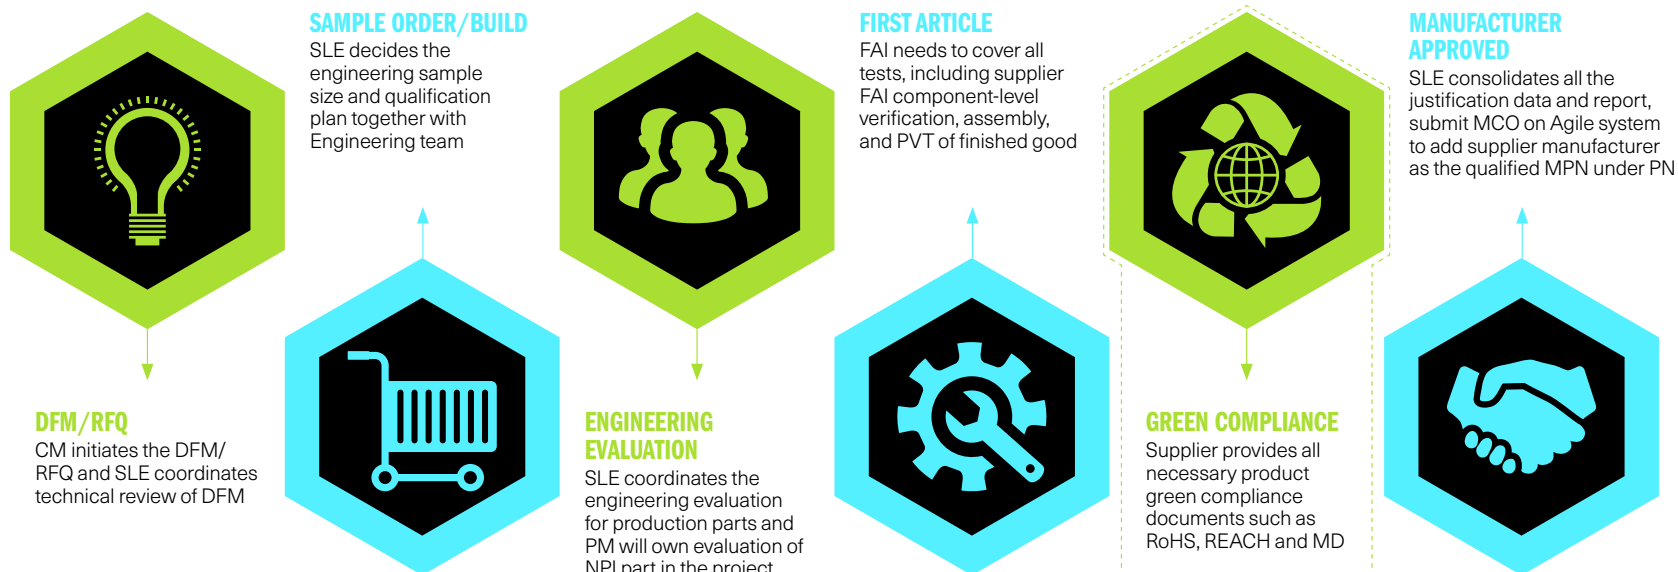 DFM/RFQ
CM initiates the DFM/
RFQ and SLE coordinates
technical review of DFM
SAMPLE ORDER/BUILD
SLE decides the
engineering sample
size and qualification
plan together with
Engineering team
ENGINEERING
EVALUATION
SLE coordinates the
engineering evaluation
for production parts and
PM will own evaluation of
NPI part in the project
FIRST ARTICLE
FAI needs to cover all
tests, including supplier
FAI component-level
verification, assembly,
and PVT of finished good
GREEN COMPLIANCE
Supplier provides all
necessary product
green compliance
documents such as
RoHS, REACH and MD
MANUFACTURER
APPROVED
SLE consolidates all the
justification data and report,
submit MCO on Agile system
to add supplier manufacturer
as the qualified MPN under PN